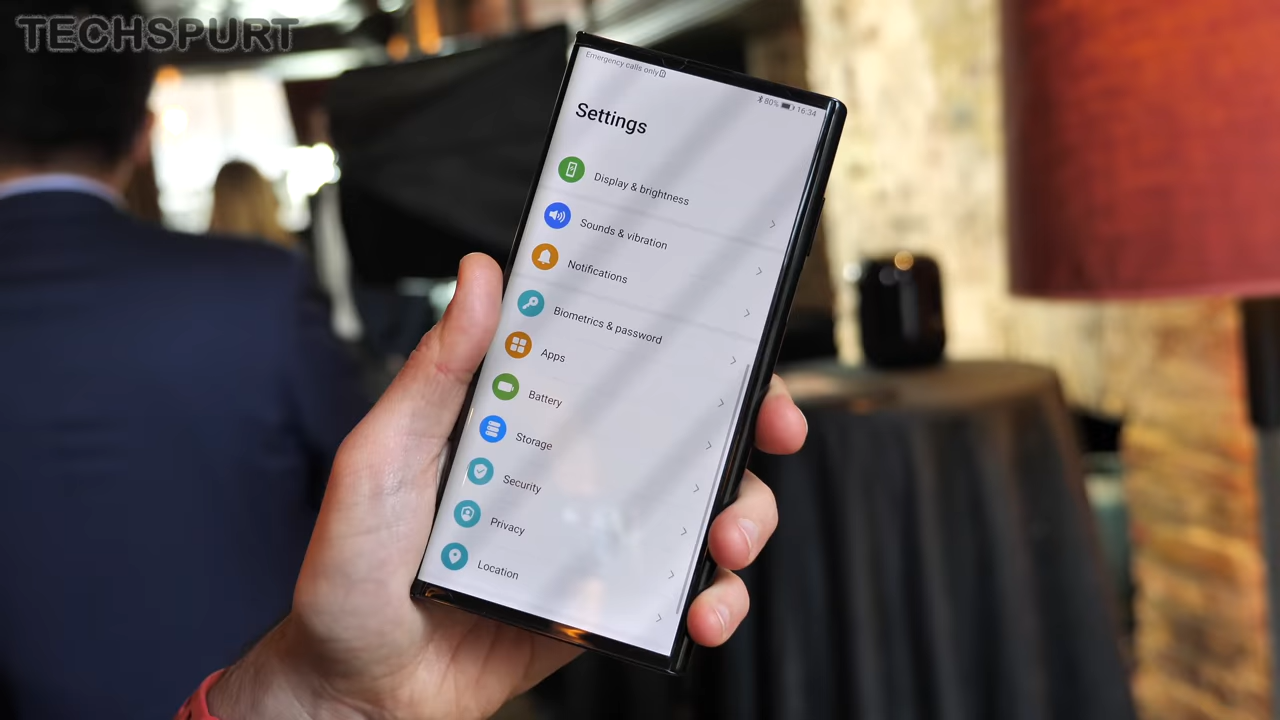 TECHSPURT
Emergency calls only
80% 16:34
Settings
Display & brightness
Sounds & vibration
Notifications
Biometrics & password
Apps
Battery
Storage
Security
Privacy
Location